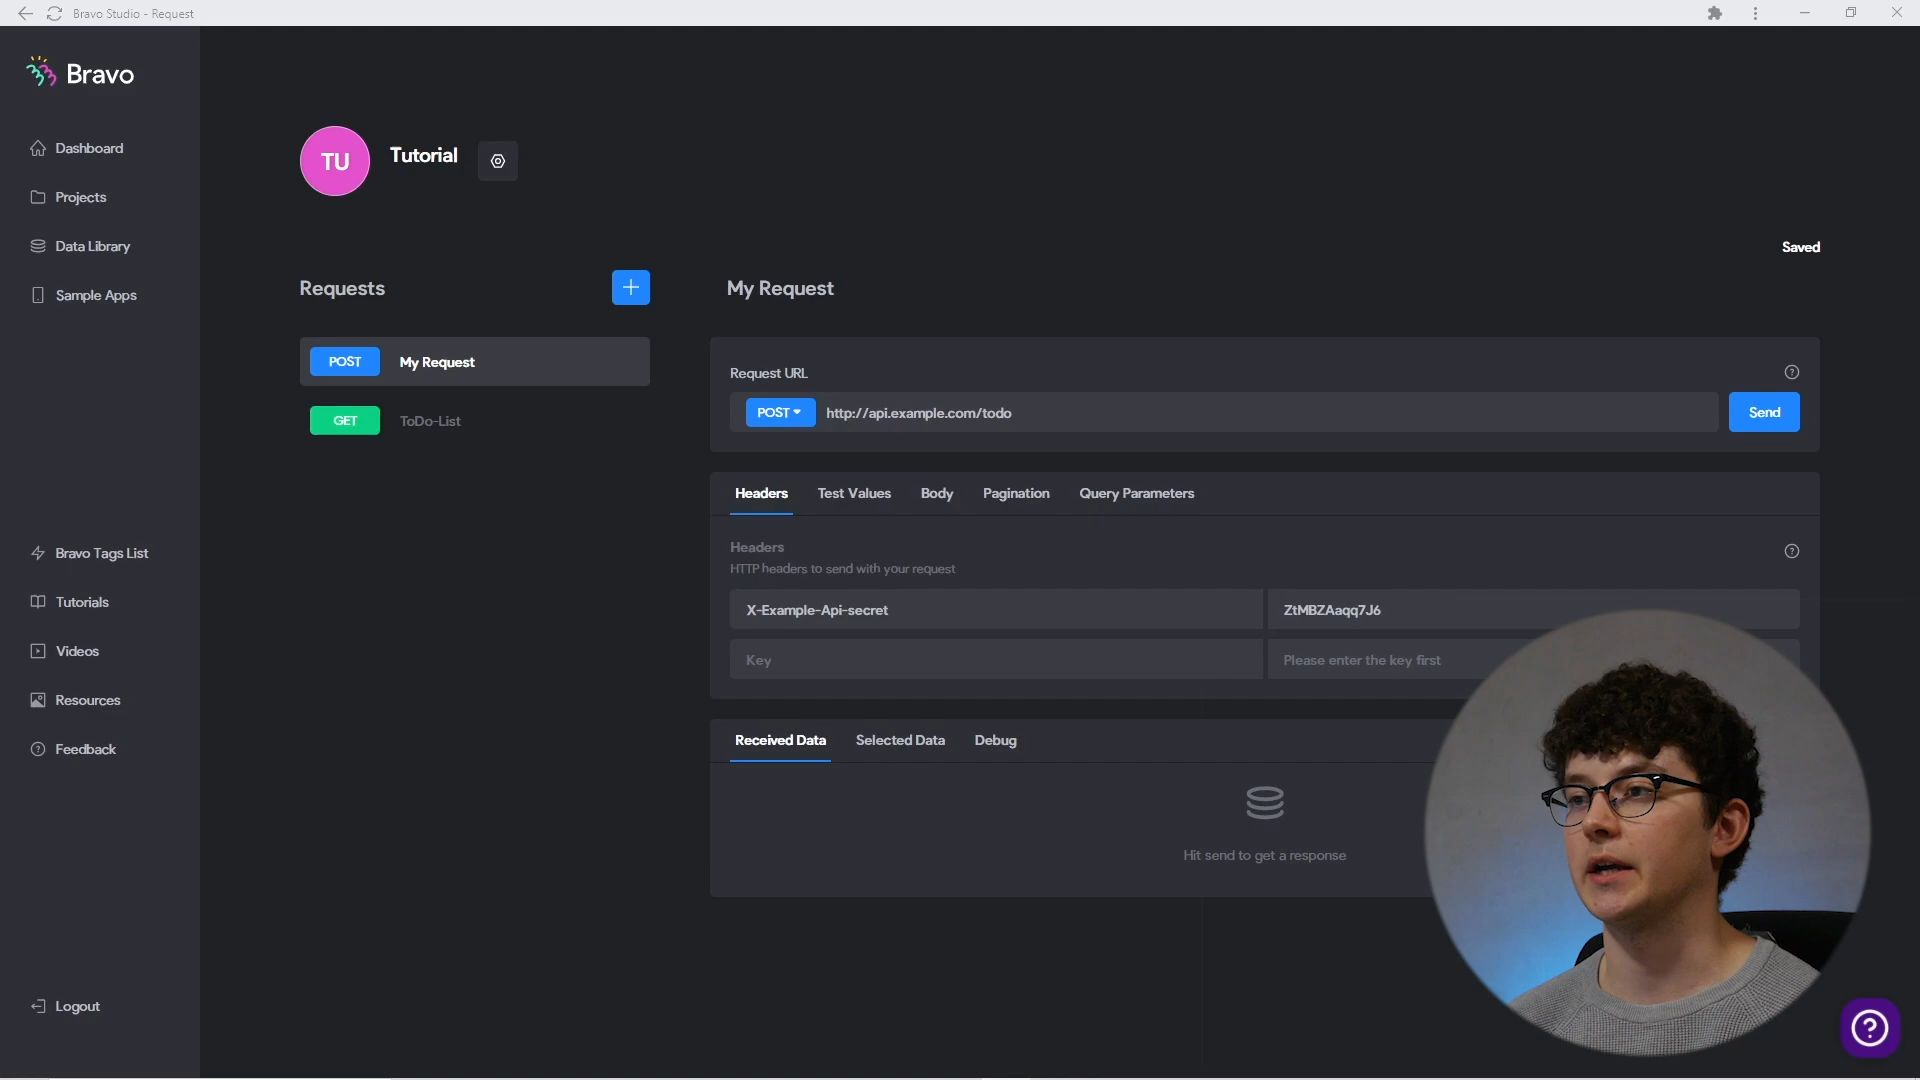 Bravo Studio - Request
Bravo
Dashboard
Projects
Data Library
Sample Apps
Bravo Tags List
Tutorials
Videos
Resources
Feedback
Logout
TU
Tutorial
Saved
Requests
+
POST My Request
GET ToDo-List
My Request
Request URL
POST http://api.example.com/todo
Send
Headers Test Values Body Pagination Query Parameters
Headers
HTTP headers to send with your request
X-Example-Api-secret ZtMBZAaqq7J6
Key Please enter the key first
Received Data Selected Data Debug
Hit send to get a response